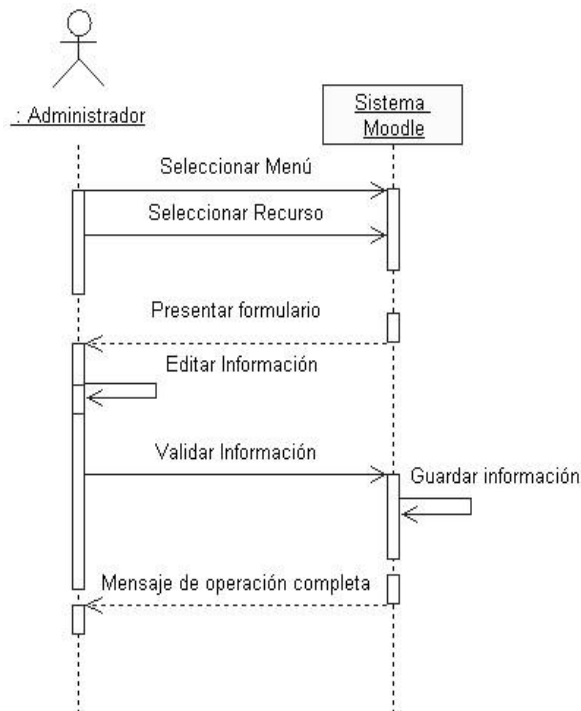 : Administrador
Sistema
Moodle
Seleccionar Menú
Seleccionar Recurso
Presentar formulario
Editar Información
Validar Información
Guardar información
Mensaje de operación completa